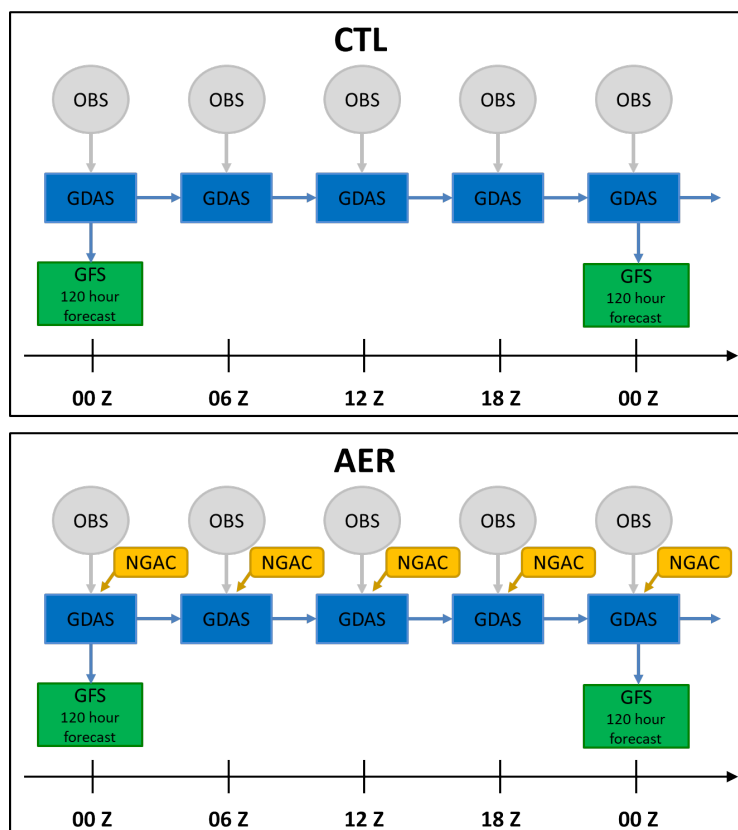 CTL
OBS OBS OBS OBS OBS
GDAS GDAS GDAS GDAS GDAS
GFS GFS
120 hour 120 hour
forecast forecast
00 Z 06 Z 12 Z 18 Z 00 Z
AER
OBS OBS OBS OBS OBS
NGAC NGAC NGAC NGAC NGAC
GDAS GDAS GDAS GDAS GDAS
GFS GFS
120 hour 120 hour
forecast forecast
00 Z 06 Z 12 Z 18 Z 00 Z